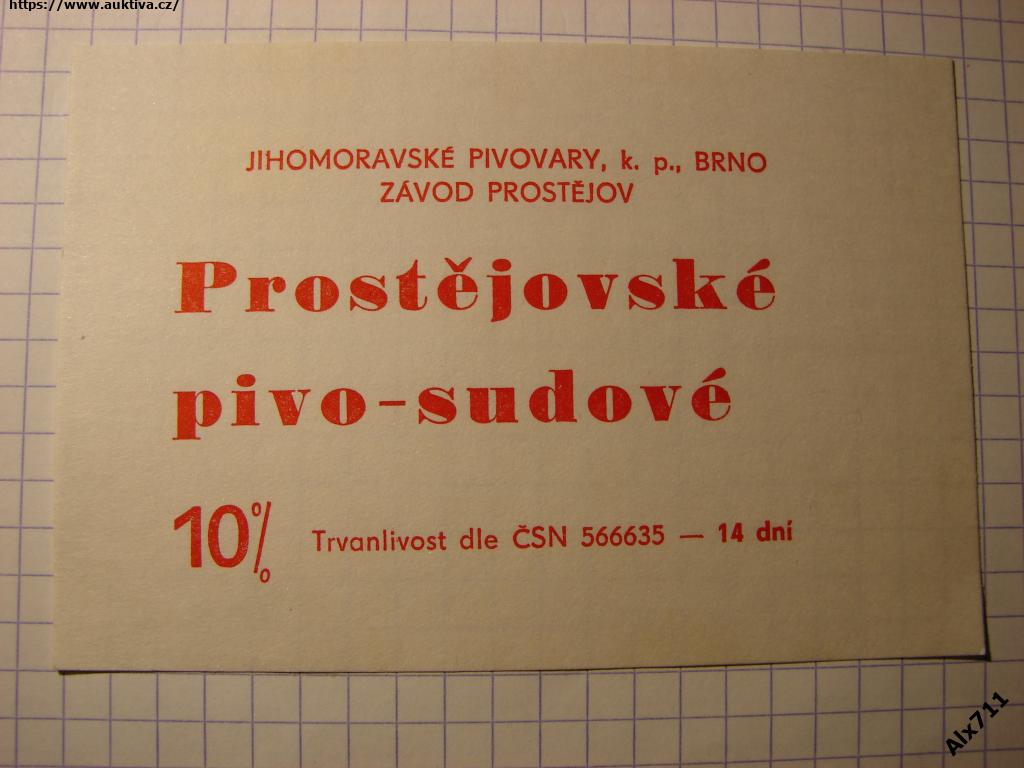 https://www.auktiva.cz/
JIHOMORAVSKÉ PIVOVARY, k. p., BRNO
ZÁVOD PROSTĚJOV
Prostějovské
pivo-sudové
10% Trvanlivost dle ČSN 566635 — 14 dní
Alx711